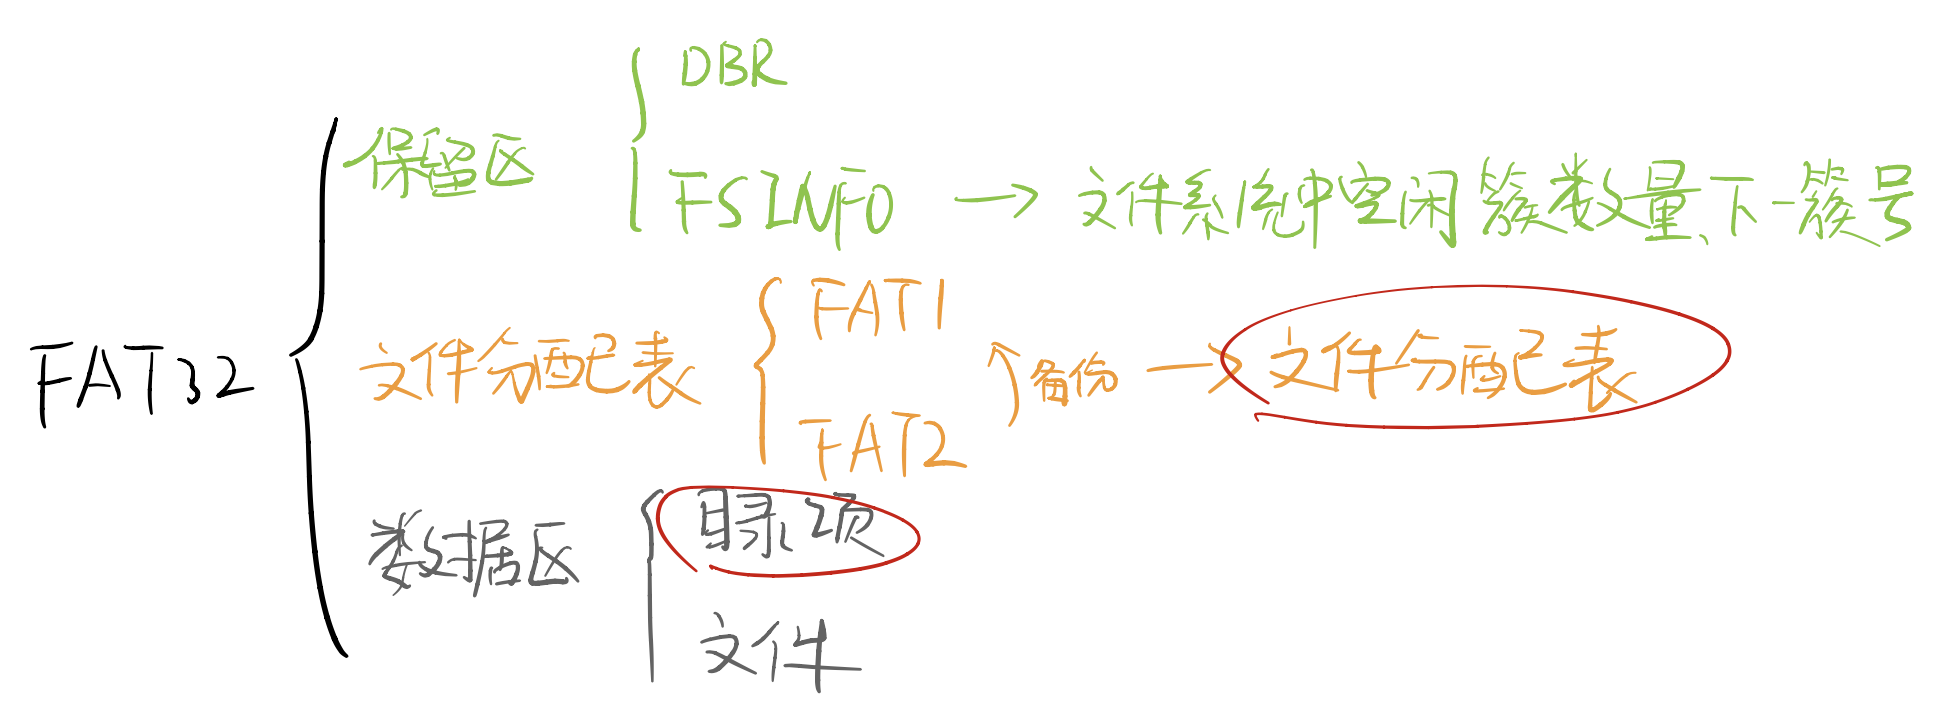 FAT32
保留区
DBR
FSINFO → 文件系统中空闲簇数量、下一簇号
文件分配表
FAT1
备份 → 文件分配表
FAT2
数据区
目录项
文件